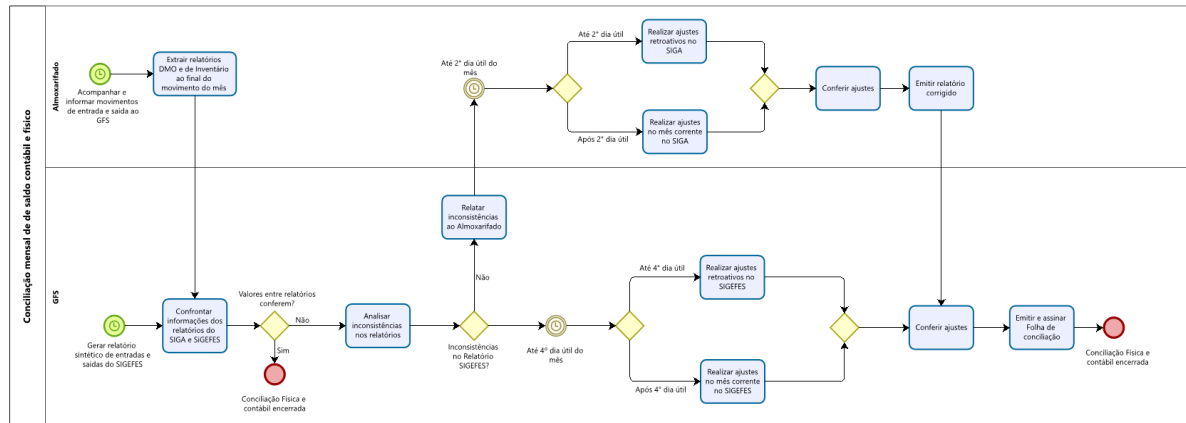 Conciliação mensal de de saldo contábil e físico
Almoxarifado
Acompanhar e
informar movimentos
de entrada e saída ao
GFS
Extrair relatórios
DMO e de Inventário
ao final do
movimento do mês
Até 2° dia útil do
mês
Até 2° dia útil
Realizar ajustes
retroativos no
SIGA
Após 2° dia útil
Realizar ajustes
no mês corrente
no SIGA
Conferir ajustes
Emitir relatório
corrigido
GFS
Gerar relatório
sintético de entradas e
saídas do SIGEFES
Confrontar
informações dos
relatórios do
SIGA e SiGEFES
Valores entre relatórios
conferem?
Não
Sim
Conciliação Física e
contábil encerrada
Analisar
inconsistências
nos relatórios
Relatar
inconsistências
ao Almoxarifado
Não
Inconsistências
no Relatório
SIGEFES?
Até 4º dia útil do
mês
Até 4° dia útil
Realizar ajustes
retroativos no
SIGEFES
Após 4° dia útil
Realizar ajustes
no mês corrente
no SIGEFES
Conferir ajustes
Emitir e assinar
Folha de
conciliação
Conciliação Física e
contábil encerrada